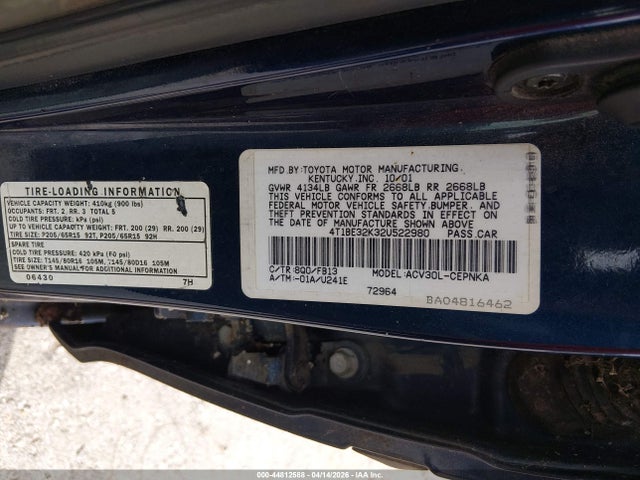 TIRE-LOADING INFORMATION
VEHICLE CAPACITY WEIGHT: 410kg (900 lbs)
OCCUPANTS: FRT. 2, RR. 3 TOTAL 5
COLD TIRE PRESSURE: kPa (psi)
UP TO VEHICLE CAPACITY WEIGHT: FRT. 200 (29) RR. 200 (29)
TIRE SIZE: P205/65R15 92T, P205/65R15 92H
SPARE TIRE
COLD TIRE PRESSURE: 420 kPa (60 psi)
TIRE SIZE: T145/80R16 105M, T145/80D16 105M
SEE OWNER'S MANUAL FOR ADDITIONAL INFORMATION
06430 7H
MFD.BY:TOYOTA MOTOR MANUFACTURING
KENTUCKY,INC. 10/01
GVWR 4134LB GAWR FR 2668LB RR 2668LB
THIS VEHICLE CONFORMS TO ALL APPLICABLE
FEDERAL MOTOR VEHICLE SAFETY, BUMPER, AND
THEFT PREVENTION STANDARDS IN EFFECT ON
THE DATE OF MANUFACTURE SHOWN ABOVE.
4T1BE32K32U522980 PASS.CAR
C/TR:8Q0/FB13 MODEL:ACV30L-CEPNKA
A/TM:-01A/U241E
72964
BA04816462
000-44812588 - 04/14/2026 - IAAI.COM